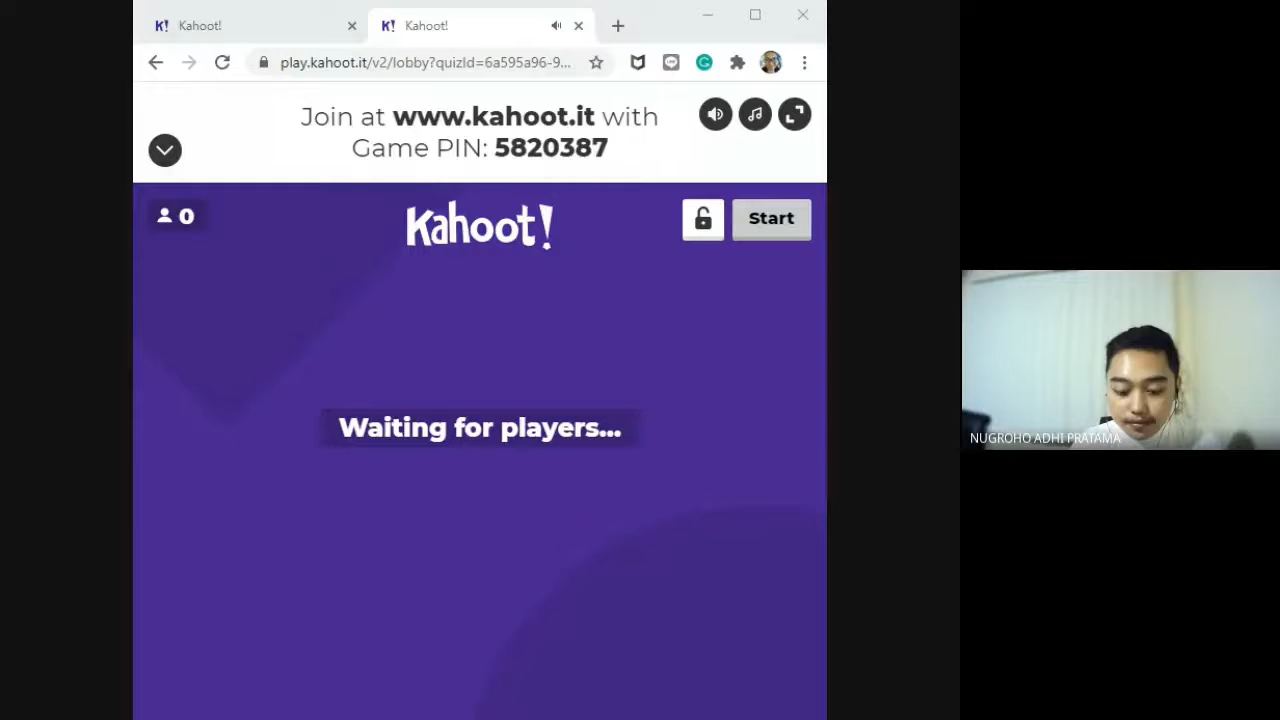 Kahoot!
Kahoot!
play.kahoot.it/v2/lobby?quizId=6a595a96-9...
Join at www.kahoot.it with
Game PIN: 5820387
0
Kahoot!
Start
Waiting for players...
NUGROHO ADHI PRATAMA